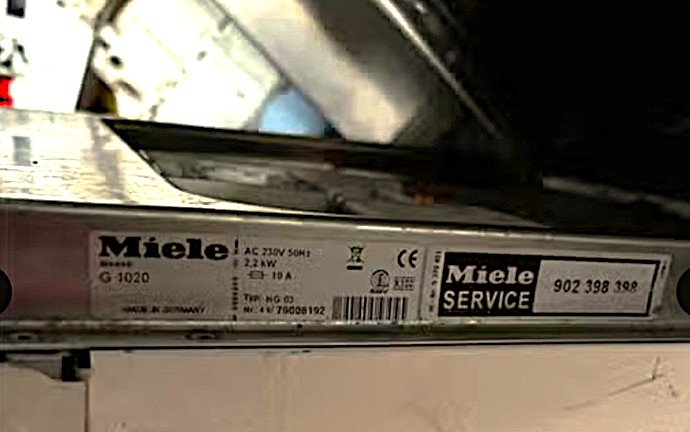 Miele
G 1020
MADE IN GERMANY
AC 230V 50Hz
2,2 kW
10 A
Typ: HG 03
Nr. 41/ 79008192
CE
Miele
SERVICE
902 398 398